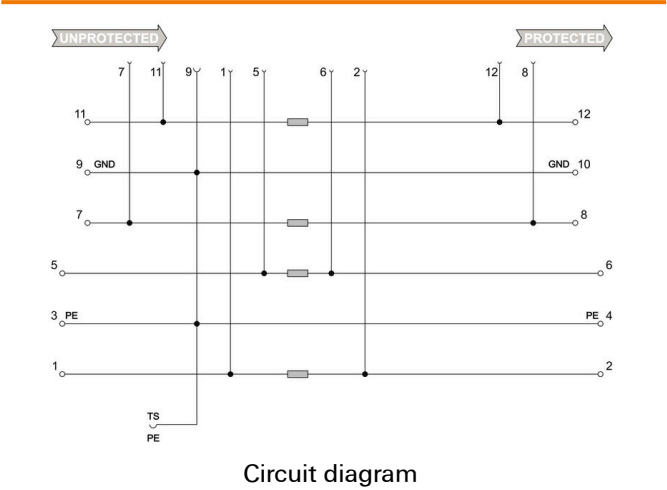 UNPROTECTED PROTECTED
7 11 9 1 5 6 2 12 8
11 12
9 GND GND 10
7 8
5 6
3 PE PE 4
1 2
TS
PE
Circuit diagram